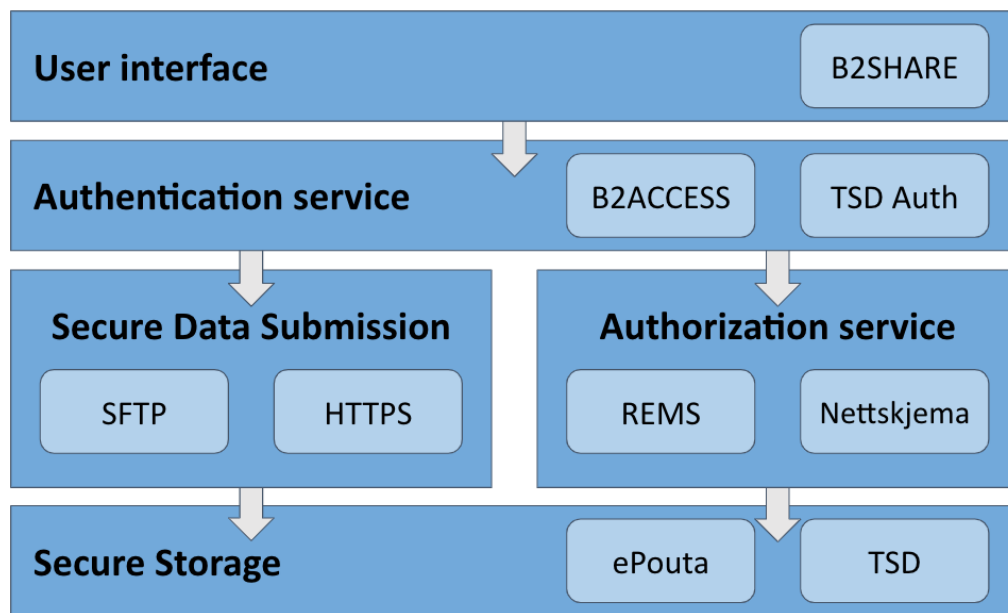 User interface
B2SHARE
Authentication service
B2ACCESS
TSD Auth
Secure Data Submission
SFTP
HTTPS
Authorization service
REMS
Nettskjema
Secure Storage
ePouta
TSD